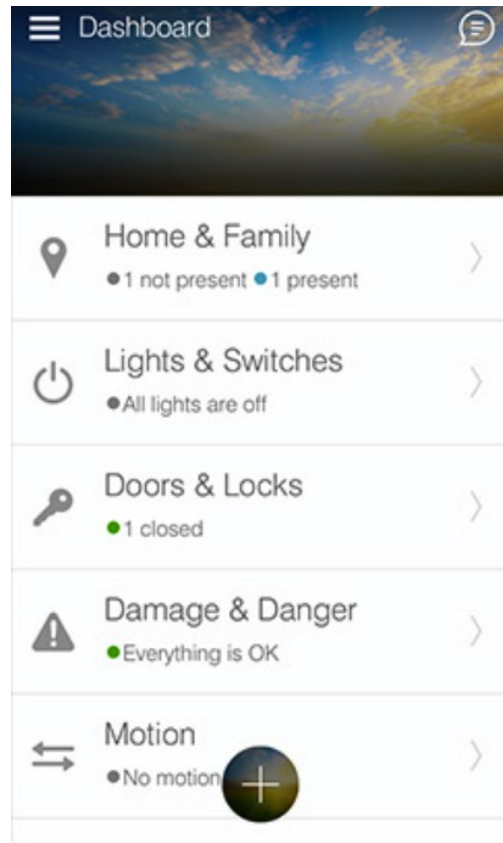 Dashboard
Home & Family
1 not present 1 present
Lights & Switches
All lights are off
Doors & Locks
1 closed
Damage & Danger
Everything is OK
Motion
No motion